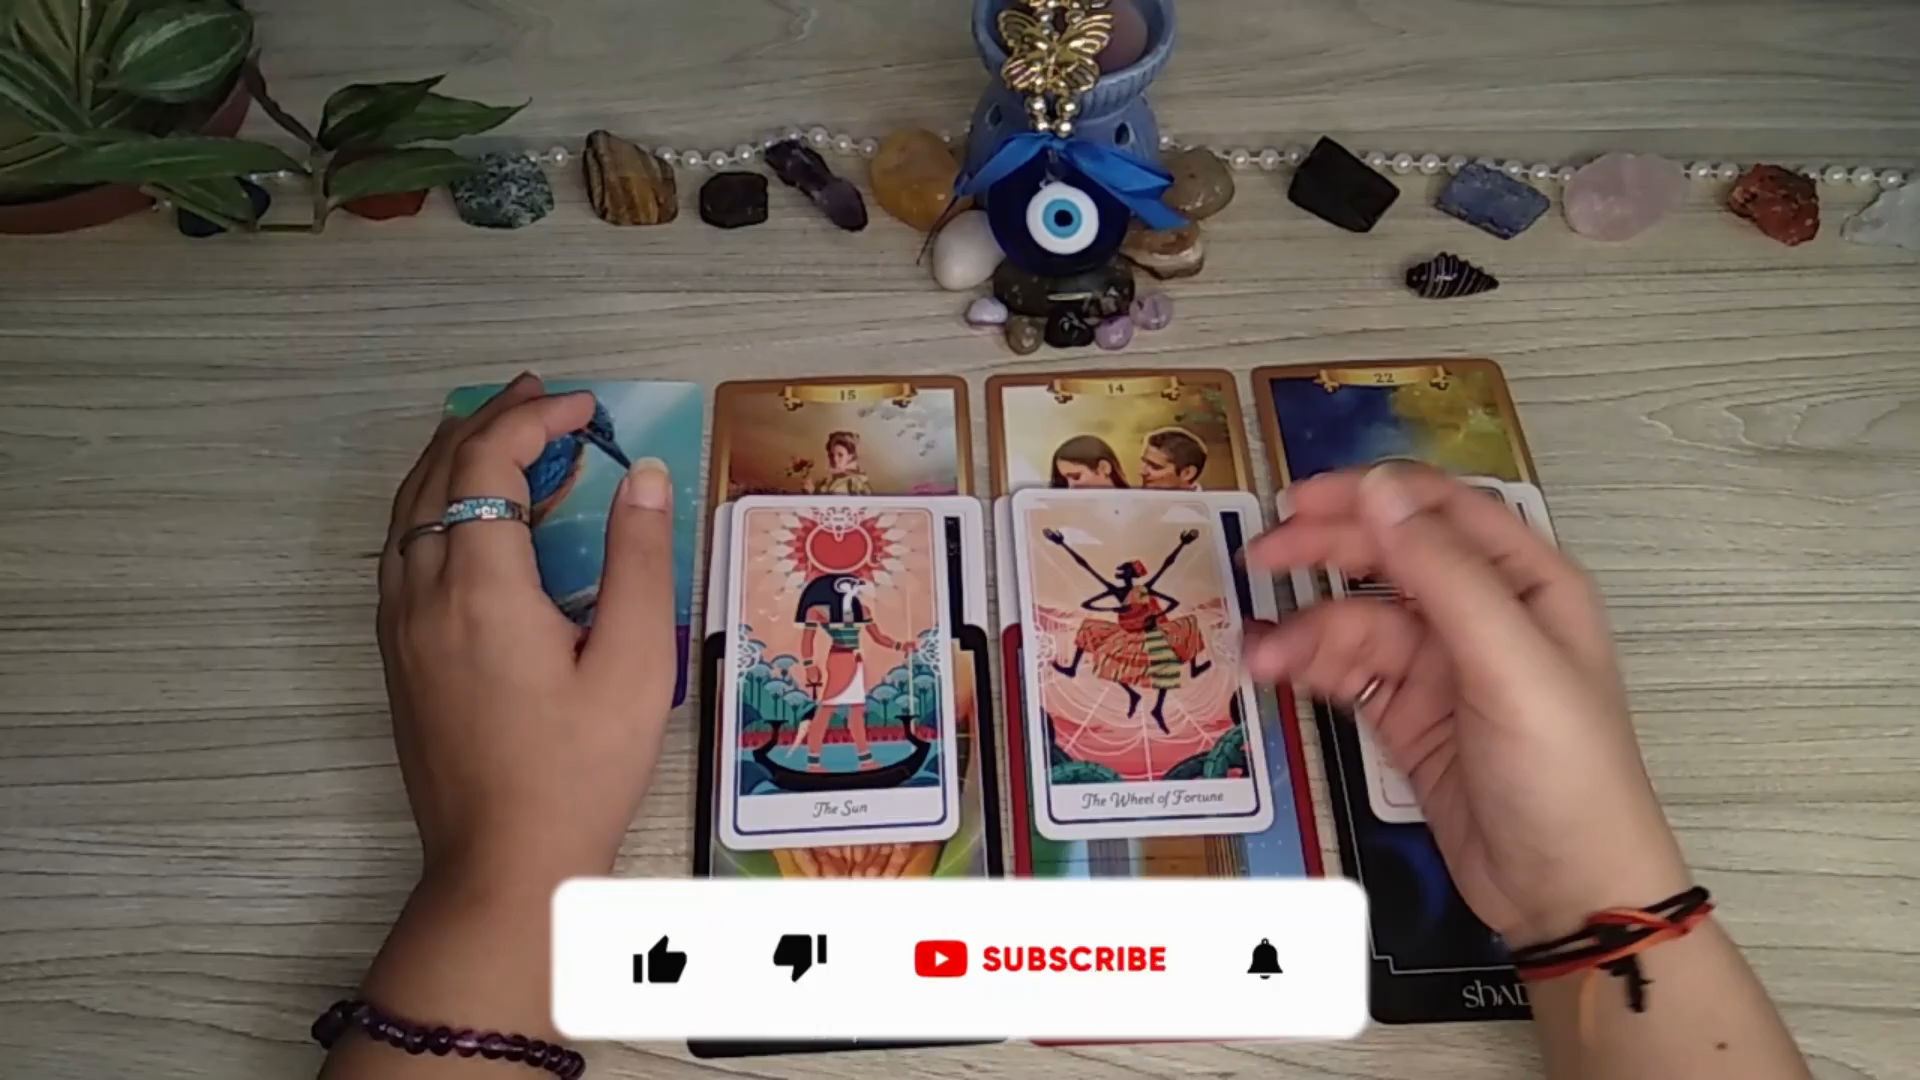 15
14
22
The Sun
The Wheel of Fortune
SUBSCRIBE